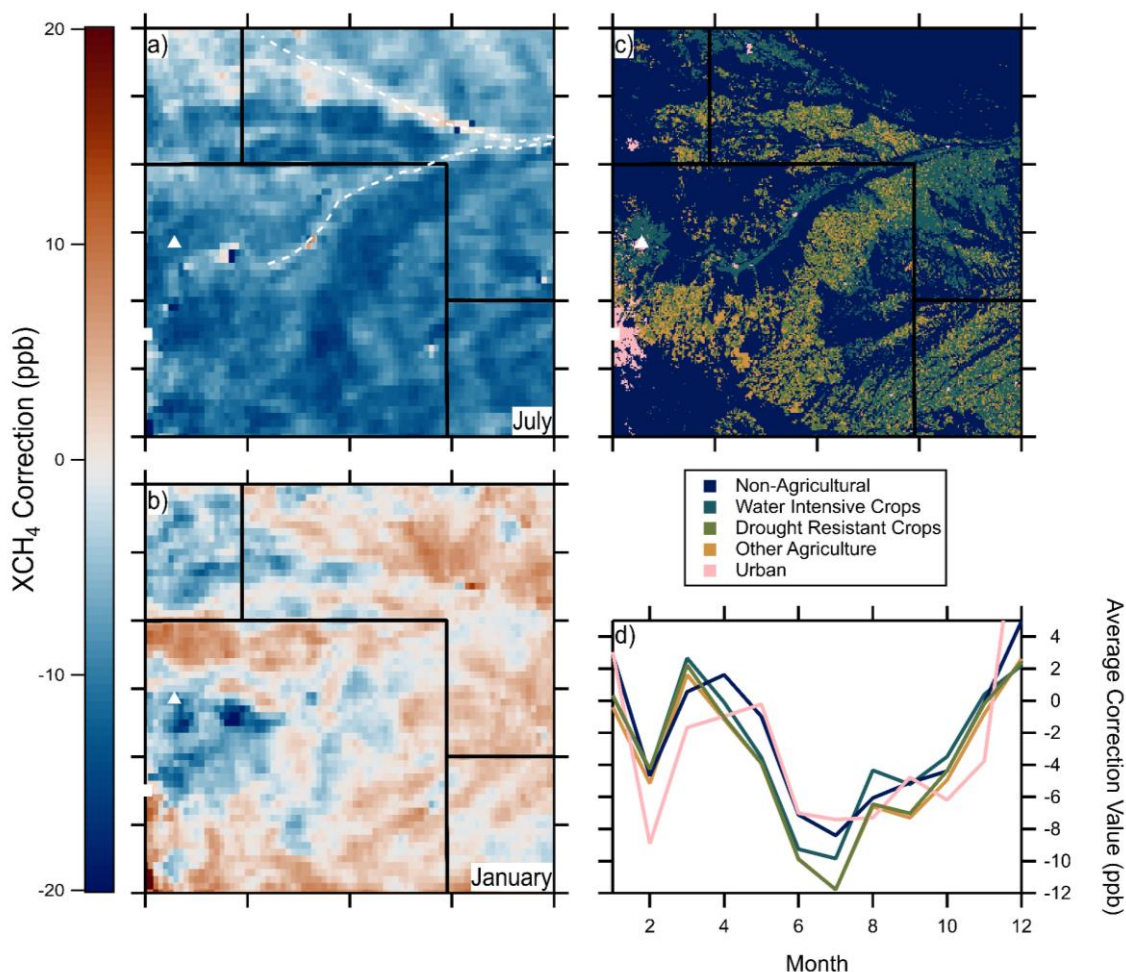 20
10
0
-10
-20
XCH₄ Correction (ppb)
a)
July
b)
January
c)
Non-Agricultural
Water Intensive Crops
Drought Resistant Crops
Other Agriculture
Urban
d)
4
2
0
-2
-4
-6
-8
-10
-12
Average Correction Value (ppb)
2 4 6 8 10 12
Month